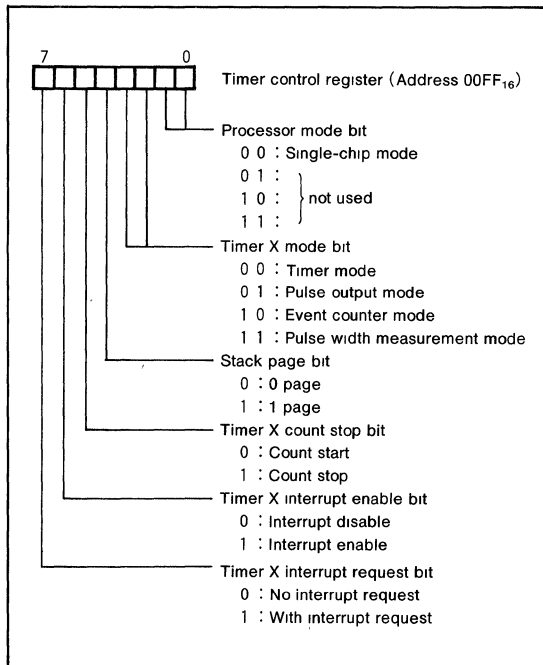 7 0
Timer control register (Address 00FF₁₆)
Processor mode bit
0 0 : Single-chip mode
0 1 :
1 0 : not used
1 1 :
Timer X mode bit
0 0 : Timer mode
0 1 : Pulse output mode
1 0 : Event counter mode
1 1 : Pulse width measurement mode
Stack page bit
0 : 0 page
1 : 1 page
Timer X count stop bit
0 : Count start
1 : Count stop
Timer X interrupt enable bit
0 : Interrupt disable
1 : Interrupt enable
Timer X interrupt request bit
0 : No interrupt request
1 : With interrupt request